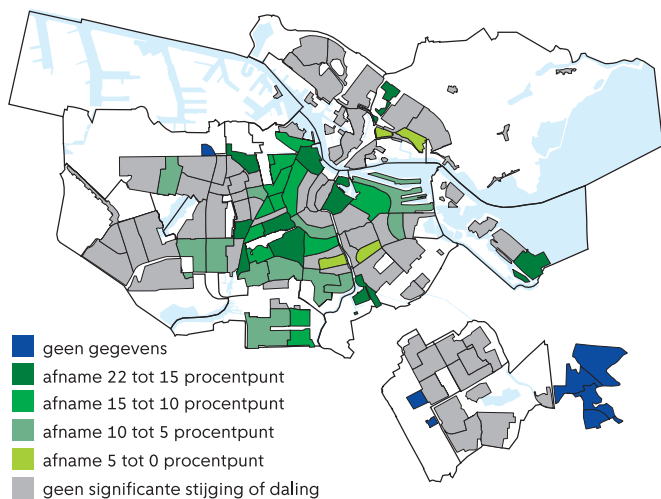 geen gegevens
afname 22 tot 15 procentpunt
afname 15 tot 10 procentpunt
afname 10 tot 5 procentpunt
afname 5 tot 0 procentpunt
geen significante stijging of daling